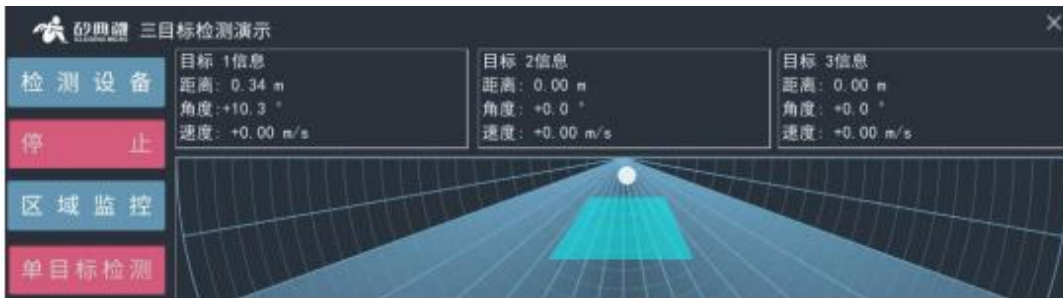 矽典微 三目标检测演示
检测设备
停止
区域监控
单目标检测
目标 1信息
距离: 0.34 m
角度:+10.3 °
速度: +0.00 m/s
目标 2信息
距离: 0.00 m
角度: +0.0 °
速度: +0.00 m/s
目标 3信息
距离: 0.00 m
角度: +0.0 °
速度: +0.00 m/s